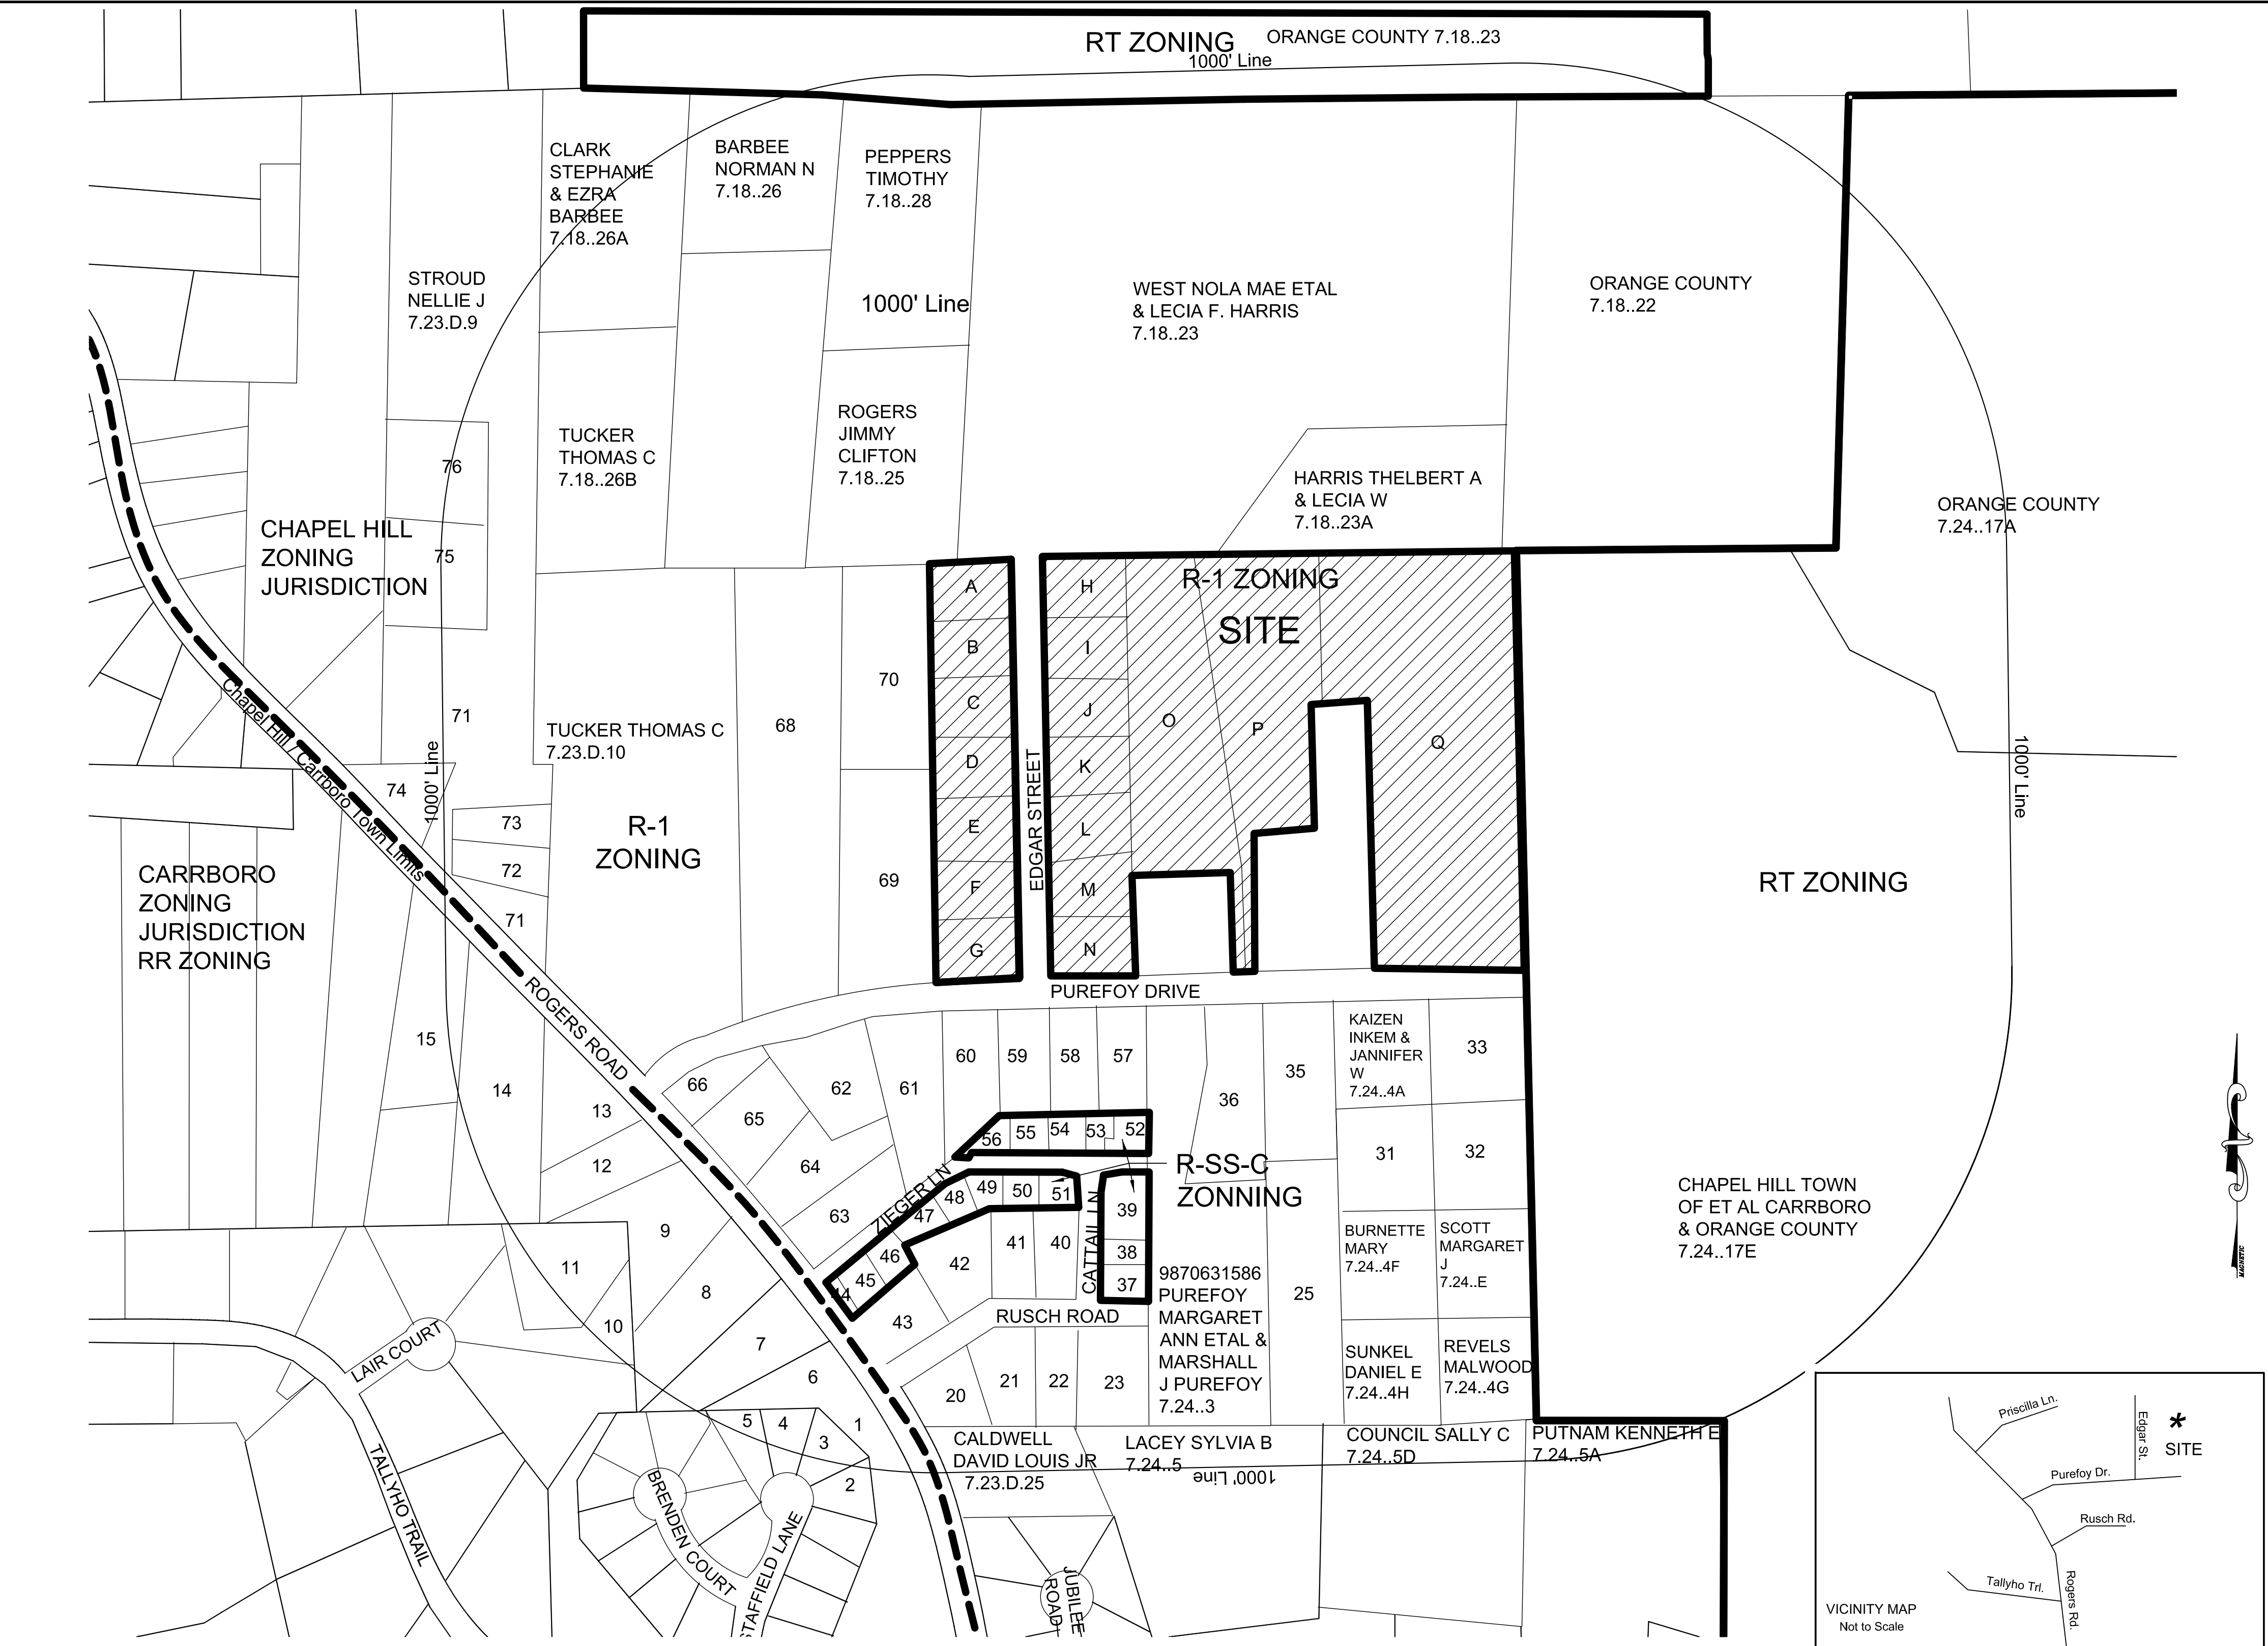 RT ZONING
ORANGE COUNTY 7.18..23
1000' Line
CLARK
STEPHANIE
& EZRA
BARBEE
7.18..26A
BARBEE
NORMAN N
7.18..26
PEPPERS
TIMOTHY
7.18..28
STROUD
NELLIE J
7.23.D.9
1000' Line
WEST NOLA MAE ETAL
& LECIA F. HARRIS
7.18..23
ORANGE COUNTY
7.18..22
TUCKER
THOMAS C
7.18..26B
ROGERS
JIMMY
CLIFTON
7.18..25
HARRIS THELBERT A
& LECIA W
7.18..23A
ORANGE COUNTY
7.24..17A
76
75
CHAPEL HILL
ZONING
JURISDICTION
R-1 ZONING
SITE
A
B
C
D
E
F
G
H
I
J
K
L
M
N
O
P
Q
EDGAR STREET
70
69
68
71
TUCKER THOMAS C
7.23.D.10
74
1000' Line
73
72
71
R-1
ZONING
Chapel Hill / Carrboro Town Limits
CARRBORO
ZONING
JURISDICTION
RR ZONING
RT ZONING
1000' Line
ROGERS ROAD
PUREFOY DRIVE
15
14
13
12
11
10
9
8
7
6
66
65
64
63
62
61
60
59
58
57
36
35
KAIZEN
INKEM &
JANNIFER
W
7.24..4A
33
31
32
56
55
54
53
52
R-SS-C
ZONNING
ZIEGER LN
44
45
46
47
48
49
50
51
39
38
37
CATTAIL LN
43
42
41
40
RUSCH ROAD
20
21
22
23
9870631586
PUREFOY
MARGARET
ANN ETAL &
MARSHALL
J PUREFOY
7.24..3
25
BURNETTE
MARY
7.24..4F
SCOTT
MARGARET
J
7.24..E
SUNKEL
DANIEL E
7.24..4H
REVELS
MALWOOD
7.24..4G
CHAPEL HILL TOWN
OF ET AL CARRBORO
& ORANGE COUNTY
7.24..17E
MAGNETIC
LAIR COURT
TALLYHO TRAIL
5
4
3
1
2
BRENDEN COURT
STAFFIELD LANE
CALDWELL
DAVID LOUIS JR
7.23.D.25
LACEY SYLVIA B
7.24..5
1000' Line
COUNCIL SALLY C
7.24..5D
PUTNAM KENNETH E
7.24..5A
JUBILEE
ROAD
Priscilla Ln.
Edgar St.
*
SITE
Purefoy Dr.
Rusch Rd.
Tallyho Trl.
Rogers Rd.
VICINITY MAP
Not to Scale